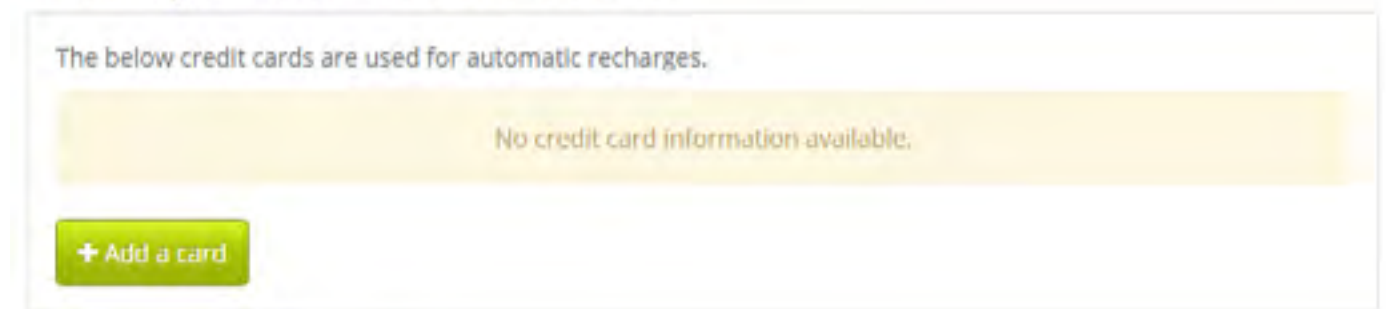 The below credit cards are used for automatic recharges.
No credit card information available.
+ Add a card